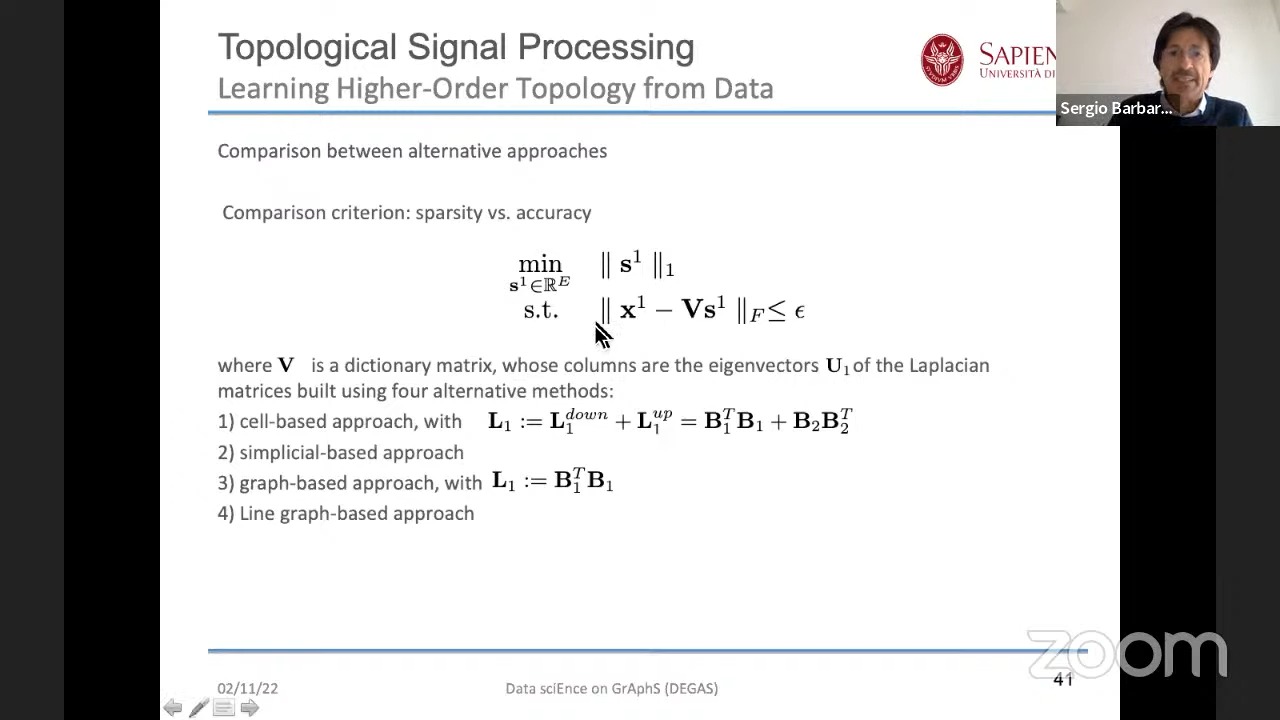 Topological Signal Processing
Learning Higher-Order Topology from Data
SAPIEN
UNIVERSITÀ DI
Sergio Barbar...
Comparison between alternative approaches
Comparison criterion: sparsity vs. accuracy
min ‖ s¹ ‖₁
s¹∈ℝᴱ
s.t. ‖ x¹ − Vs¹ ‖F ≤ ϵ
where V is a dictionary matrix, whose columns are the eigenvectors U₁ of the Laplacian
matrices built using four alternative methods:
1) cell-based approach, with L₁ := L₁^down + L₁^up = B₁ᵀB₁ + B₂B₂ᵀ
2) simplicial-based approach
3) graph-based approach, with L₁ := B₁ᵀB₁
4) Line graph-based approach
zoom
02/11/22
Data sciEnce on GrAphS (DEGAS)
41